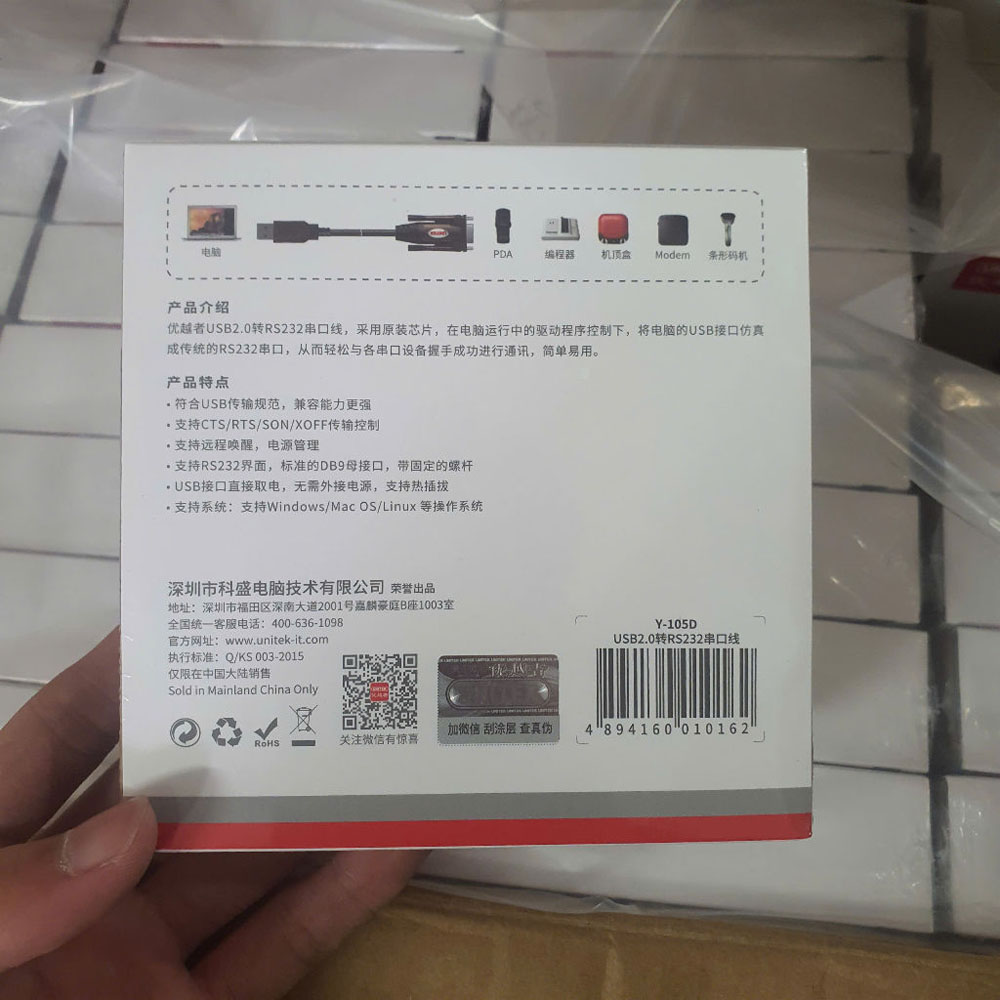 电脑
UNITEK
PDA
编程器
机顶盒
Modem
条形码机
产品介绍
优越者USB2.0转RS232串口线，采用原装芯片，在电脑运行中的驱动程序控制下，将电脑的USB接口仿真
成传统的RS232串口，从而轻松与各串口设备握手成功进行通讯，简单易用。
产品特点
• 符合USB传输规范，兼容能力更强
• 支持CTS/RTS/SON/XOFF传输控制
• 支持远程唤醒，电源管理
• 支持RS232界面，标准的DB9母接口，带固定的螺杆
• USB接口直接取电，无需外接电源，支持热插拔
• 支持系统：支持Windows/Mac OS/Linux 等操作系统
深圳市科盛电脑技术有限公司 荣誉出品
地址：深圳市福田区深南大道2001号嘉麟豪庭B座1003室
全国统一客服电话：400-636-1098
官方网址：www.unitek-it.com
执行标准：Q/KS 003-2015
仅限在中国大陆销售
Sold in Mainland China Only
RoHS
UNITEK
优越者
关注微信有惊喜
优越者
加微信 刮涂层 查真伪
Y-105D
USB2.0转RS232串口线
4 894160 010162